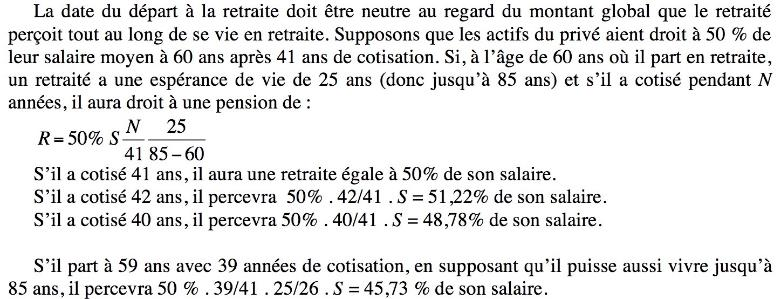 La date du départ à la retraite doit être neutre au regard du montant global que le retraité
perçoit tout au long de se vie en retraite. Supposons que les actifs du privé aient droit à 50 % de
leur salaire moyen à 60 ans après 41 ans de cotisation. Si, à l'âge de 60 ans où il part en retraite,
un retraité a une espérance de vie de 25 ans (donc jusqu'à 85 ans) et s'il a cotisé pendant N
années, il aura droit à une pension de :
R = 50% S N/41 25/(85 – 60)
S'il a cotisé 41 ans, il aura une retraite égale à 50% de son salaire.
S'il a cotisé 42 ans, il percevra 50% . 42/41 . S = 51,22% de son salaire.
S'il a cotisé 40 ans, il percevra 50% . 40/41 . S = 48,78% de son salaire.
S'il part à 59 ans avec 39 années de cotisation, en supposant qu'il puisse aussi vivre jusqu'à
85 ans, il percevra 50 % . 39/41 . 25/26 . S = 45,73 % de son salaire.